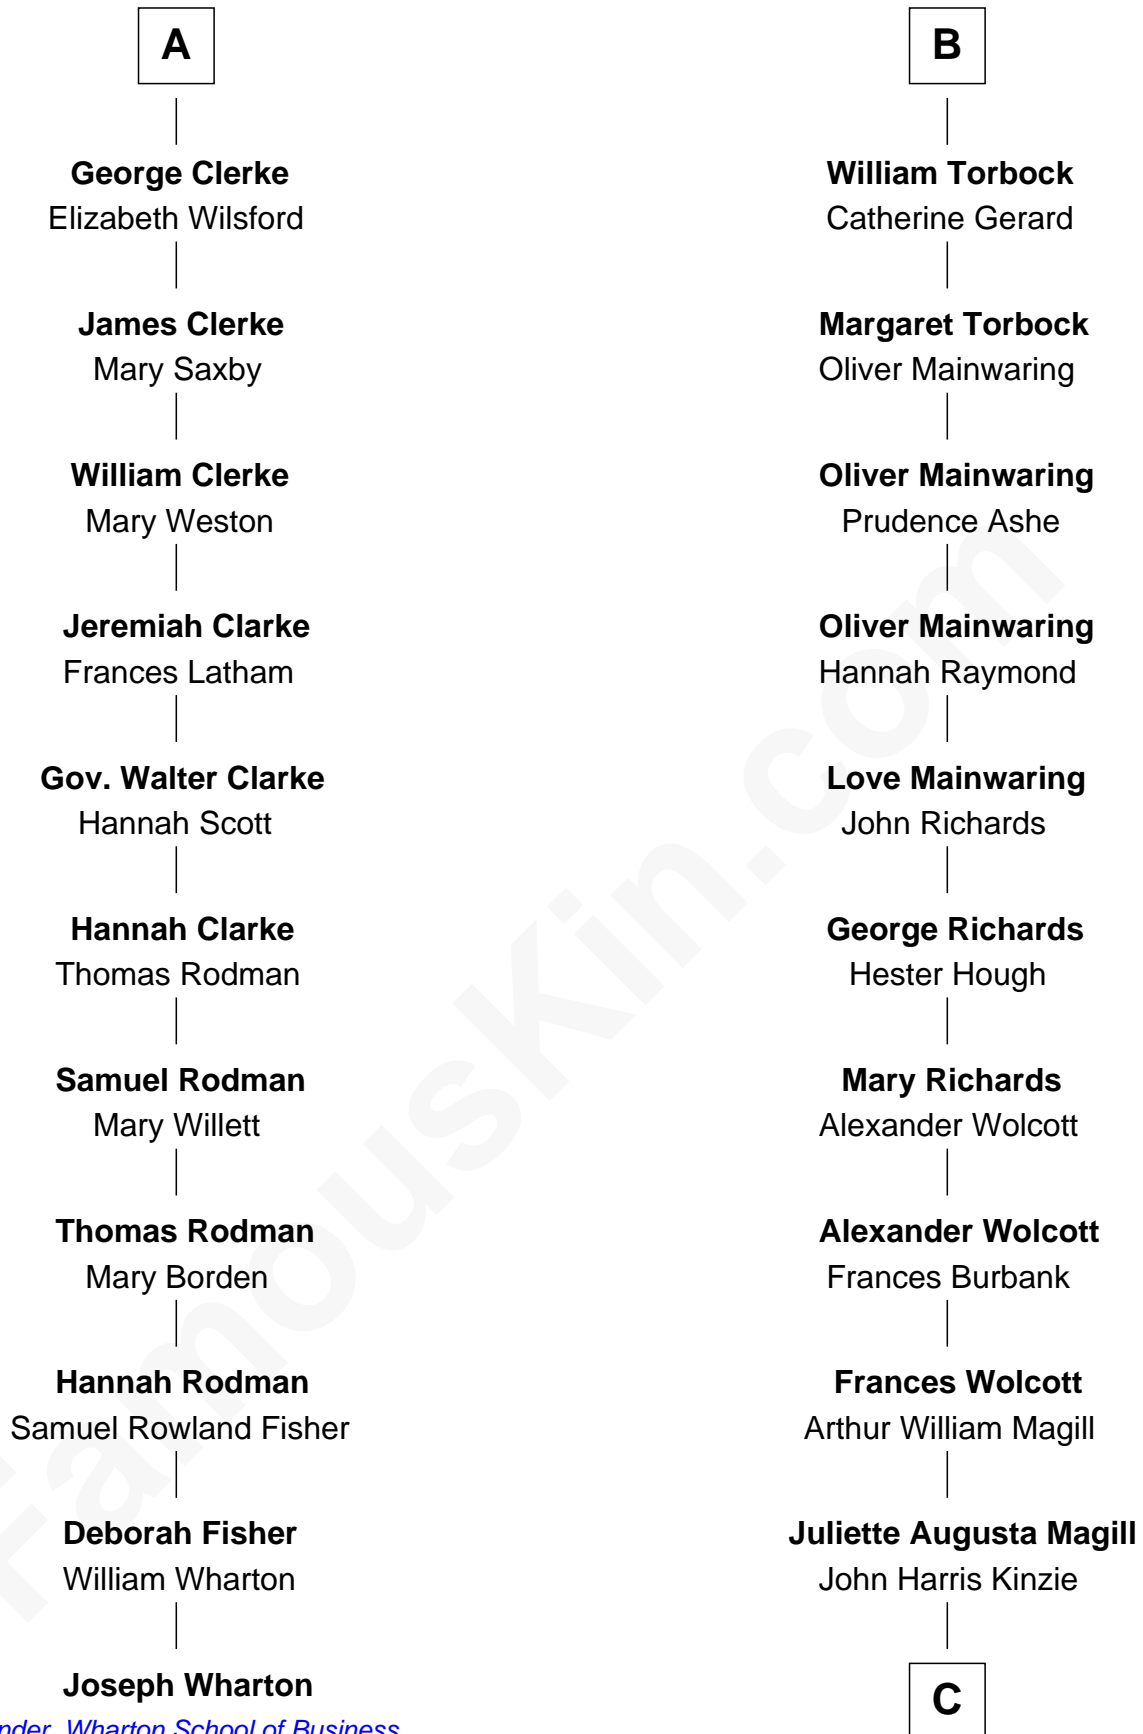 A
George Clerke
Elizabeth Wilsford
James Clerke
Mary Saxby
William Clerke
Mary Weston
Jeremiah Clarke
Frances Latham
Gov. Walter Clarke
Hannah Scott
Hannah Clarke
Thomas Rodman
Samuel Rodman
Mary Willett
Thomas Rodman
Mary Borden
Hannah Rodman
Samuel Rowland Fisher
Deborah Fisher
William Wharton
Joseph Wharton
Wharton School of Business
B
William Torbock
Catherine Gerard
Margaret Torbock
Oliver Mainwaring
Oliver Mainwaring
Prudence Ashe
Oliver Mainwaring
Hannah Raymond
Love Mainwaring
John Richards
George Richards
Hester Hough
Mary Richards
Alexander Wolcott
Alexander Wolcott
Frances Burbank
Frances Wolcott
Arthur William Magill
Juliette Augusta Magill
John Harris Kinzie
C
FamousKin.com